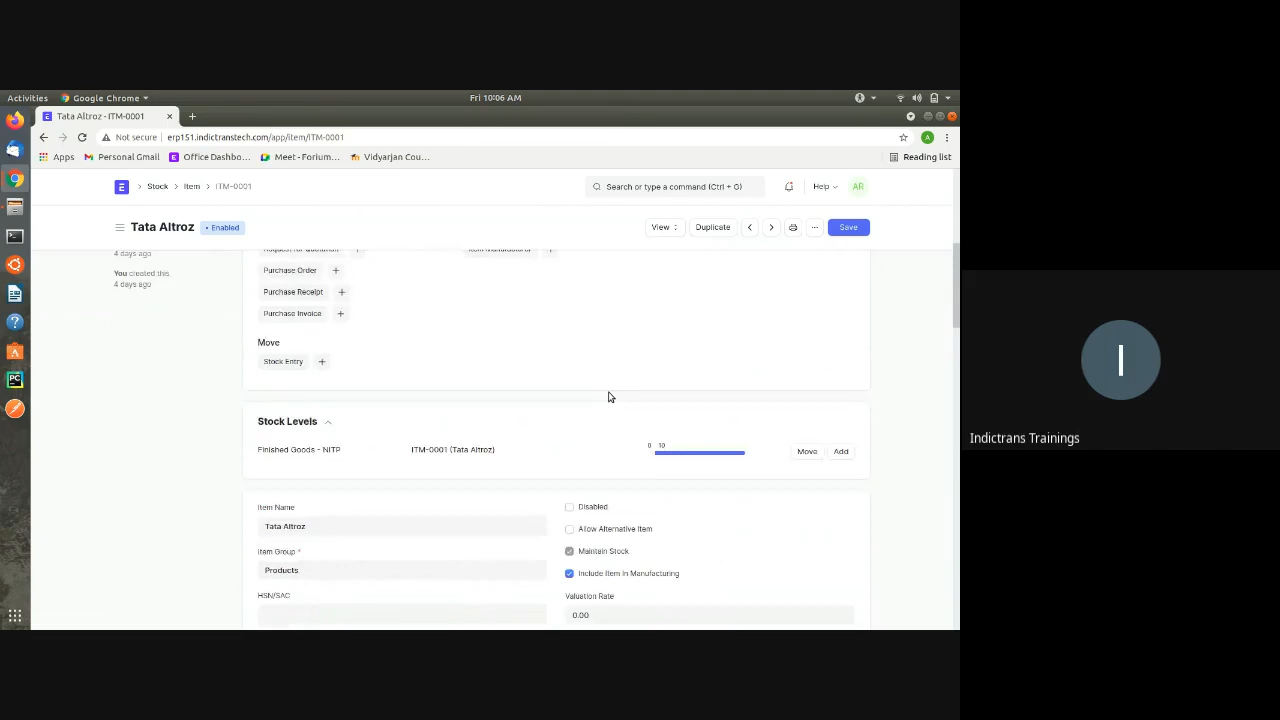 Activities
Google Chrome
Fri 10:06 AM
Tata Altroz - ITM-0001
Not secure
erp151.indictranstech.com/app/item/ITM-0001
Apps
Personal Gmail
Office Dashbo...
Meet - Forium...
Vidyarjan Cou...
Reading list
Stock
Item
ITM-0001
Search or type a command (Ctrl + G)
Help
AR
Tata Altroz
Enabled
View
Duplicate
Save
4 days ago
You created this
4 days ago
Request for Quotation
Item Manufacturer
Purchase Order
Purchase Receipt
Purchase Invoice
Move
Stock Entry
Stock Levels
Finished Goods - NITP
ITM-0001 (Tata Altroz)
0 10
Move
Add
Item Name
Tata Altroz
Item Group *
Products
HSN/SAC
Disabled
Allow Alternative Item
Maintain Stock
Include Item In Manufacturing
Valuation Rate
0.00
I
Indictrans Trainings